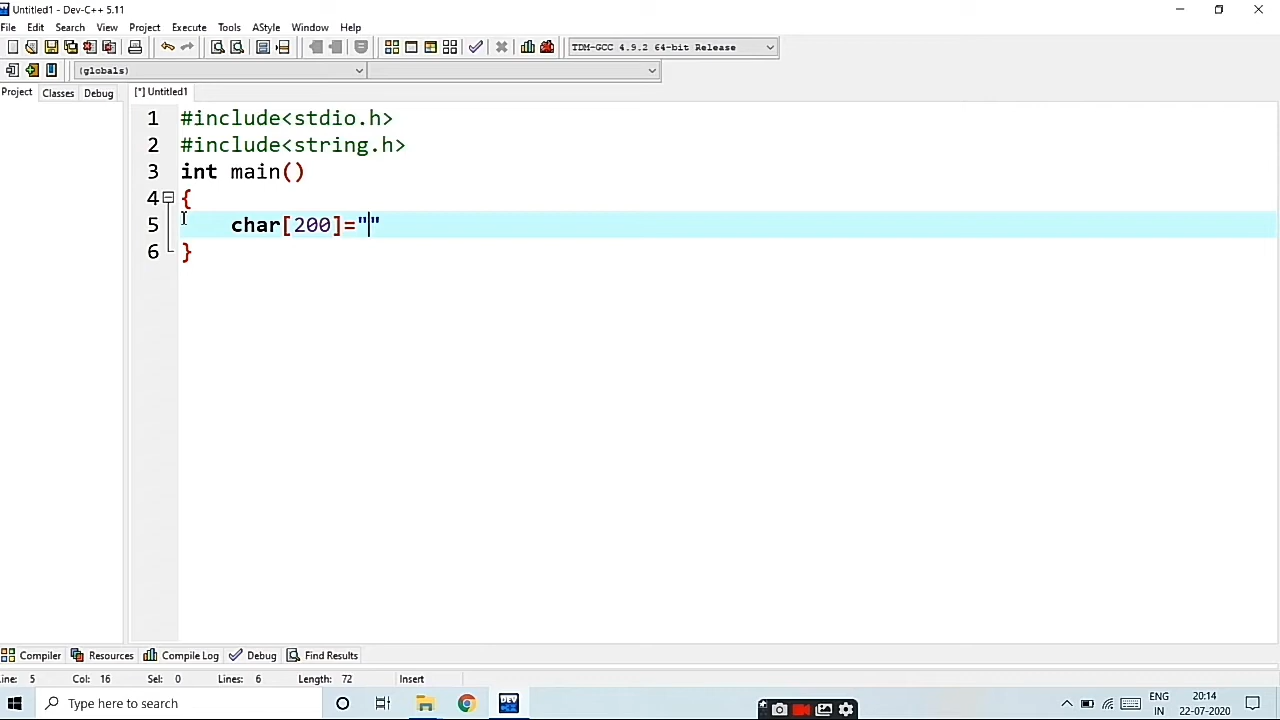 Untitled1 - Dev-C++ 5.11
File Edit Search View Project Execute Tools AStyle Window Help
TDM-GCC 4.9.2 64-bit Release
(globals)
Project Classes Debug [*] Untitled1
1 #include<stdio.h>
2 #include<string.h>
3 int main()
4 {
5 char[200]=""
6 }
Compiler Resources Compile Log Debug Find Results
Line: 5 Col: 16 Sel: 0 Lines: 6 Length: 72 Insert
Type here to search DEV ENG 20:14
IN 22-07-2020